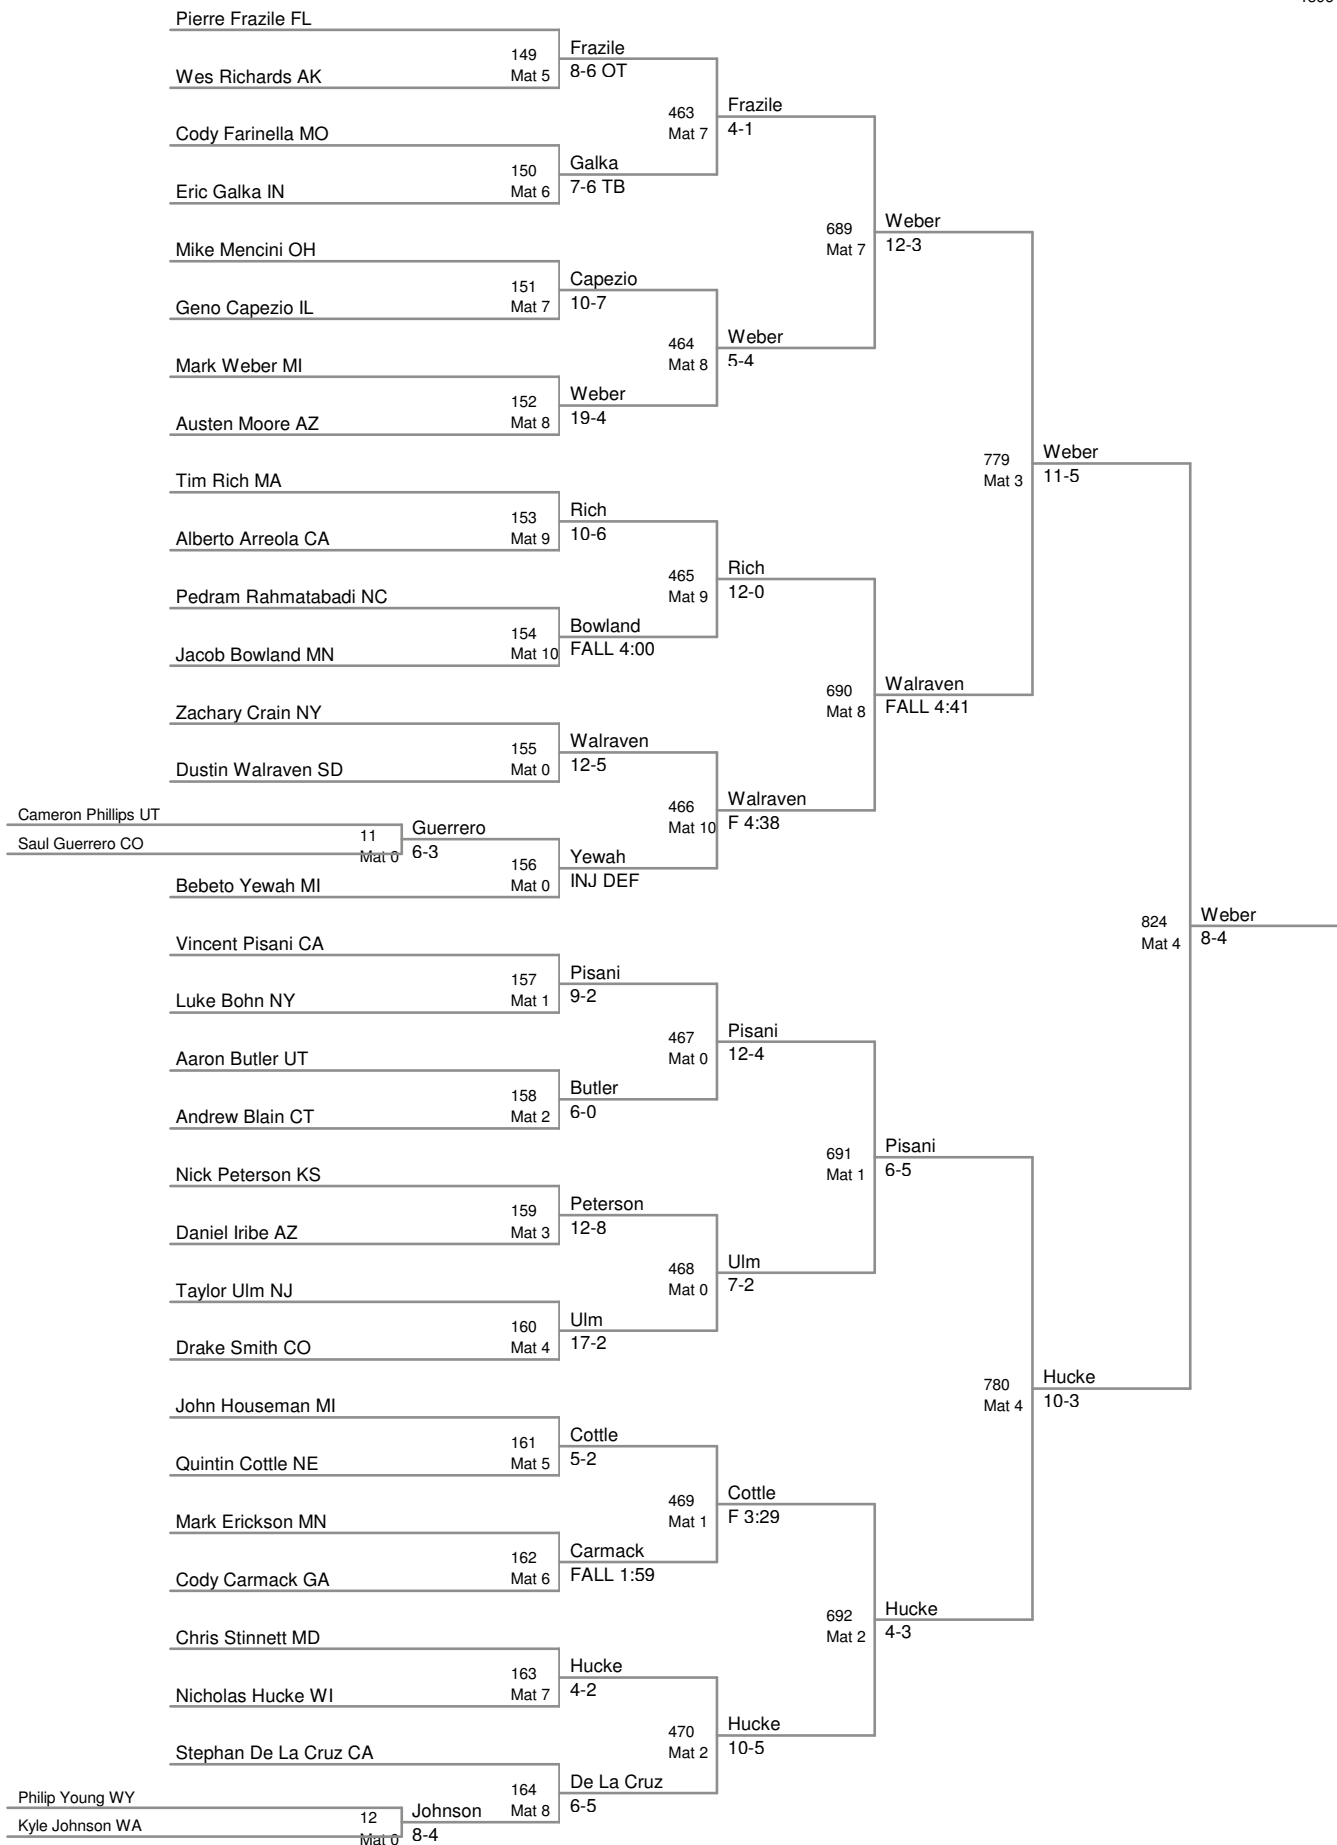 Pierre Frazile FL
149
Mat 5
Frazile
8-6 OT
Wes Richards AK
463
Mat 7
Frazile
4-1
Cody Farinella MO
150
Mat 6
Galka
7-6 TB
Eric Galka IN
689
Mat 7
Weber
12-3
Mike Mencini OH
151
Mat 7
Capezio
10-7
Geno Capezio IL
464
Mat 8
Weber
5-4
Mark Weber MI
152
Mat 8
Weber
19-4
Austen Moore AZ
779
Mat 3
Weber
11-5
Tim Rich MA
153
Mat 9
Rich
10-6
Alberto Arreola CA
465
Mat 9
Rich
12-0
Pedram Rahmatabadi NC
154
Mat 10
Bowland
FALL 4:00
Jacob Bowland MN
690
Mat 8
Walraven
FALL 4:41
Zachary Crain NY
155
Mat 0
Walraven
12-5
Dustin Walraven SD
466
Mat 10
Walraven
F 4:38
Cameron Phillips UT
11
Mat 0
Guerrero
6-3
Saul Guerrero CO
156
Mat 0
Yewah
INJ DEF
Bebeto Yewah MI
824
Mat 4
Weber
8-4
Vincent Pisani CA
157
Mat 1
Pisani
9-2
Luke Bohn NY
467
Mat 0
Pisani
12-4
Aaron Butler UT
158
Mat 2
Butler
6-0
Andrew Blain CT
691
Mat 1
Pisani
6-5
Nick Peterson KS
159
Mat 3
Peterson
12-8
Daniel Iribe AZ
468
Mat 0
Ulm
7-2
Taylor Ulm NJ
160
Mat 4
Ulm
17-2
Drake Smith CO
780
Mat 4
Hucke
10-3
John Houseman MI
161
Mat 5
Cottle
5-2
Quintin Cottle NE
469
Mat 1
Cottle
F 3:29
Mark Erickson MN
162
Mat 6
Carmack
FALL 1:59
Cody Carmack GA
692
Mat 2
Hucke
4-3
Chris Stinnett MD
163
Mat 7
Hucke
4-2
Nicholas Hucke WI
470
Mat 2
Hucke
10-5
Stephan De La Cruz CA
164
Mat 8
De La Cruz
6-5
Philip Young WY
12
Mat 0
Johnson
8-4
Kyle Johnson WA